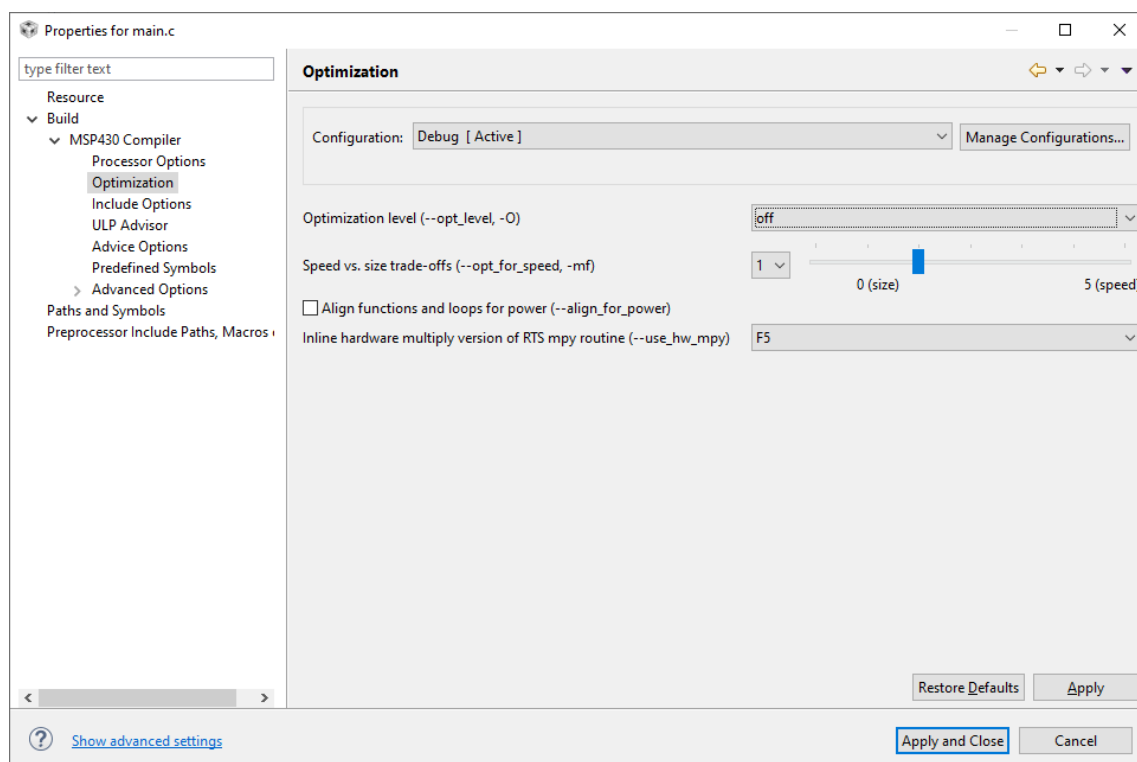 Properties for main.c
type filter text
Resource
Build
MSP430 Compiler
Processor Options
Optimization
Include Options
ULP Advisor
Advice Options
Predefined Symbols
Advanced Options
Paths and Symbols
Preprocessor Include Paths, Macros
Optimization
Configuration: Debug [ Active ] Manage Configurations...
Optimization level (--opt_level, -O) off
Speed vs. size trade-offs (--opt_for_speed, -mf) 1
0 (size) 5 (speed)
Align functions and loops for power (--align_for_power)
Inline hardware multiply version of RTS mpy routine (--use_hw_mpy) F5
Restore Defaults Apply
? Show advanced settings Apply and Close Cancel